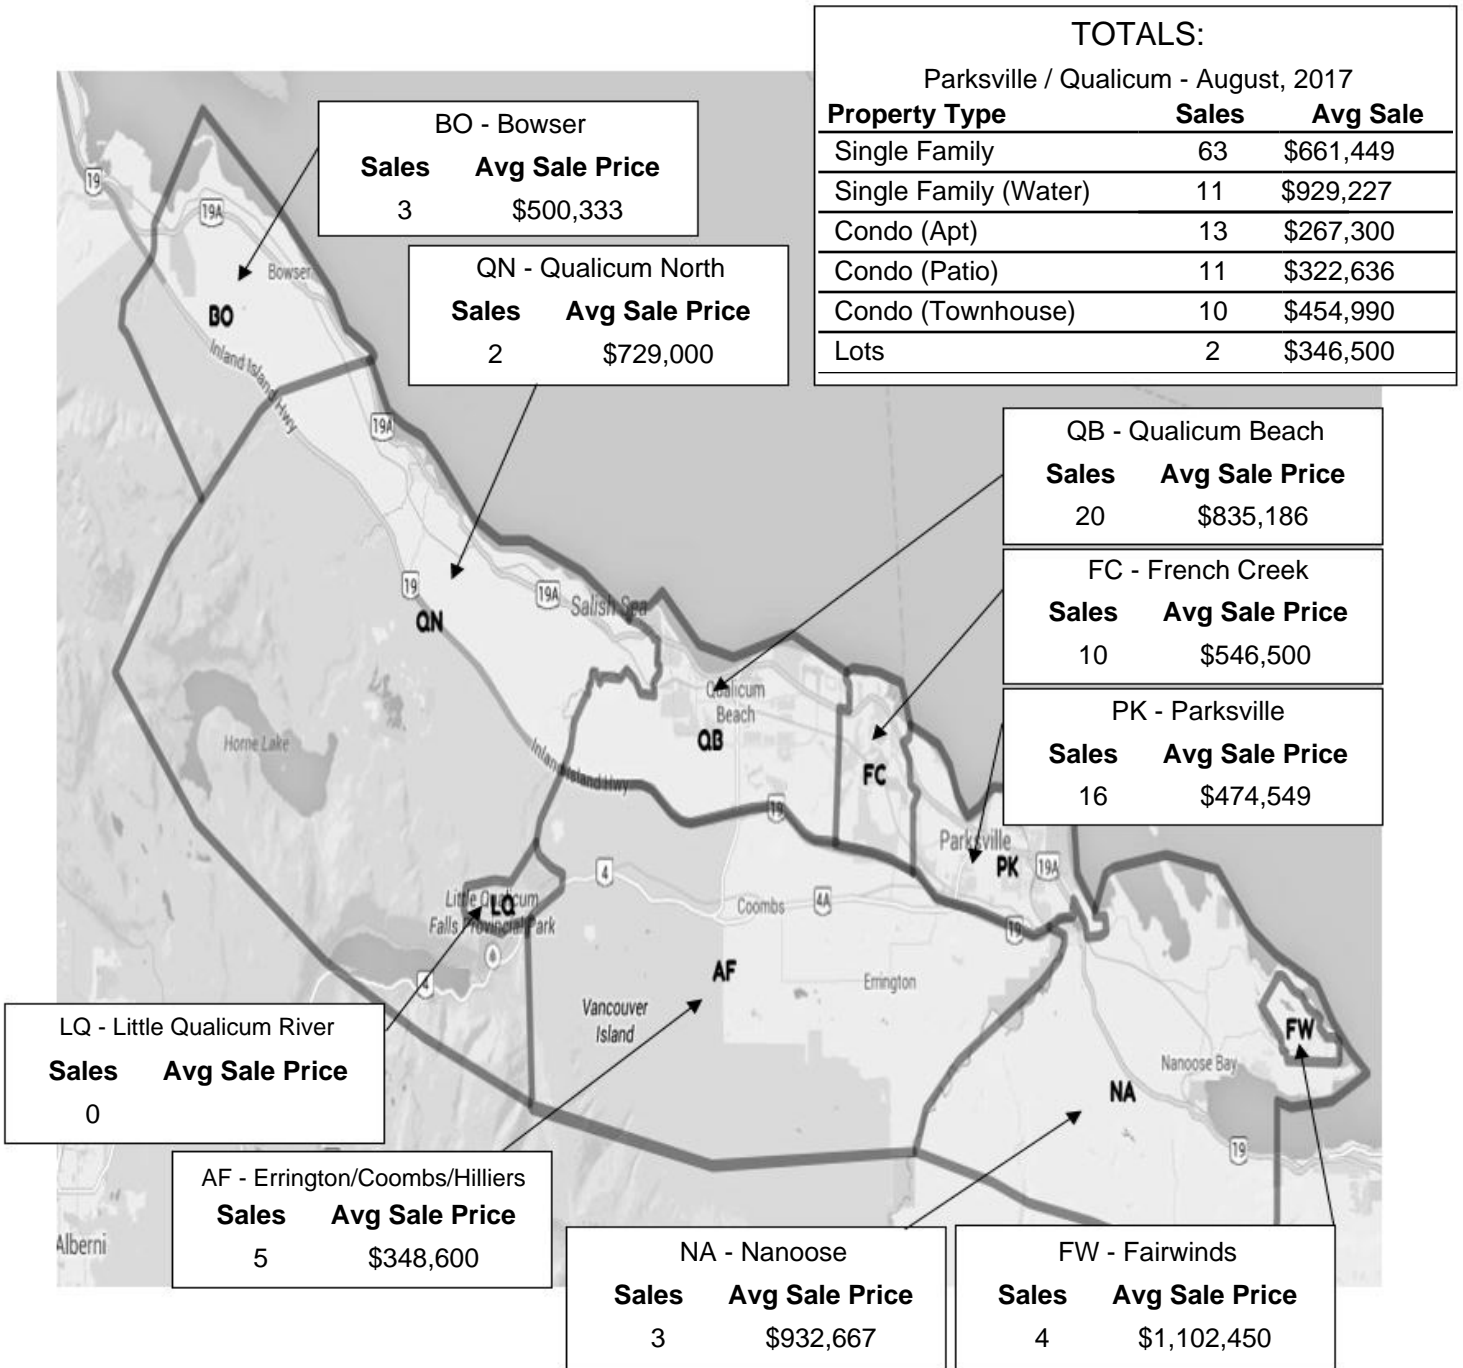 TOTALS:
Parksville / Qualicum - August, 2017
Property Type Sales Avg Sale
Single Family 63 $661,449
Single Family (Water) 11 $929,227
Condo (Apt) 13 $267,300
Condo (Patio) 11 $322,636
Condo (Townhouse) 10 $454,990
Lots 2 $346,500
BO - Bowser
Sales Avg Sale Price
3 $500,333
QN - Qualicum North
Sales Avg Sale Price
2 $729,000
QB - Qualicum Beach
Sales Avg Sale Price
20 $835,186
FC - French Creek
Sales Avg Sale Price
10 $546,500
PK - Parksville
Sales Avg Sale Price
16 $474,549
LQ - Little Qualicum River
Sales Avg Sale Price
0
AF - Errington/Coombs/Hilliers
Sales Avg Sale Price
5 $348,600
NA - Nanoose
Sales Avg Sale Price
3 $932,667
FW - Fairwinds
Sales Avg Sale Price
4 $1,102,450
19
19A
Bowser
BO
Inland Island Hwy
19A
19
19A
Salish Sea
QN
Qualicum
Beach
QB
Horne Lake
Inland Island Hwy
FC
19
Parksville
PK
19A
4
Little Qualicum
LQ
Falls Provincial Park
Coombs
4A
19
4
AF
Errington
Vancouver
Island
FW
Nanoose Bay
NA
19
Alberni